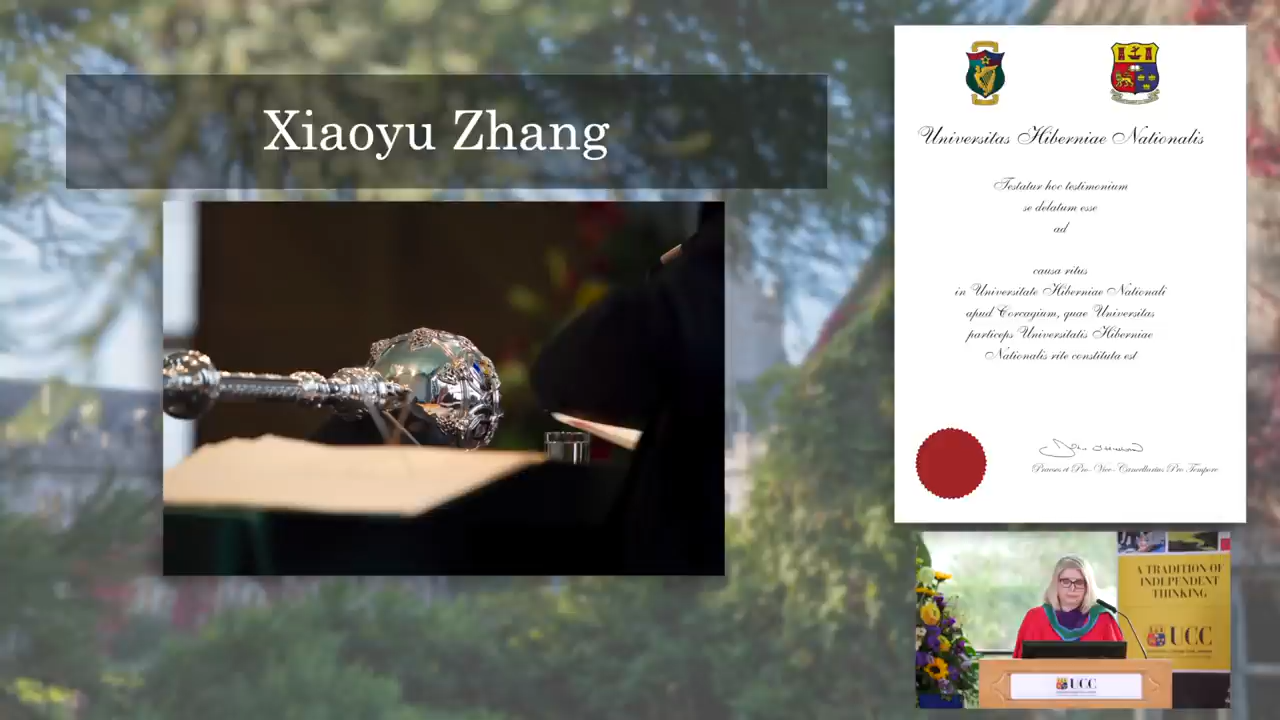 Xiaoyu Zhang
Universitas Hiberniae Nationalis
Testatur hoc testimonium
se delatum esse
ad
causa ritus
in Universitate Hiberniae Nationali
apud Corcagium, quae Universitas
particeps Universitatis Hiberniae
Nationalis rite constituta est
Praeses et Pro-Vice-Cancellarius Pro Tempore
A TRADITION OF
INDEPENDENT
THINKING
UCC
UCC